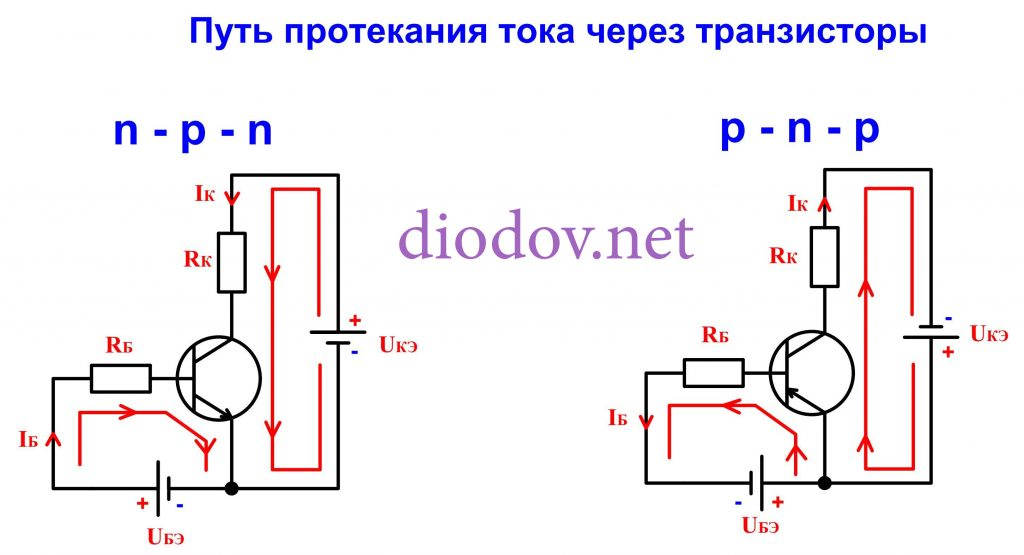 Путь протекания тока через транзисторы
n - p - n
p - n - p
diodov.net
IК
RК
RБ
IБ
+
-
UКЭ
+
-
UБЭ
IК
RК
RБ
IБ
-
+
UКЭ
-
+
UБЭ